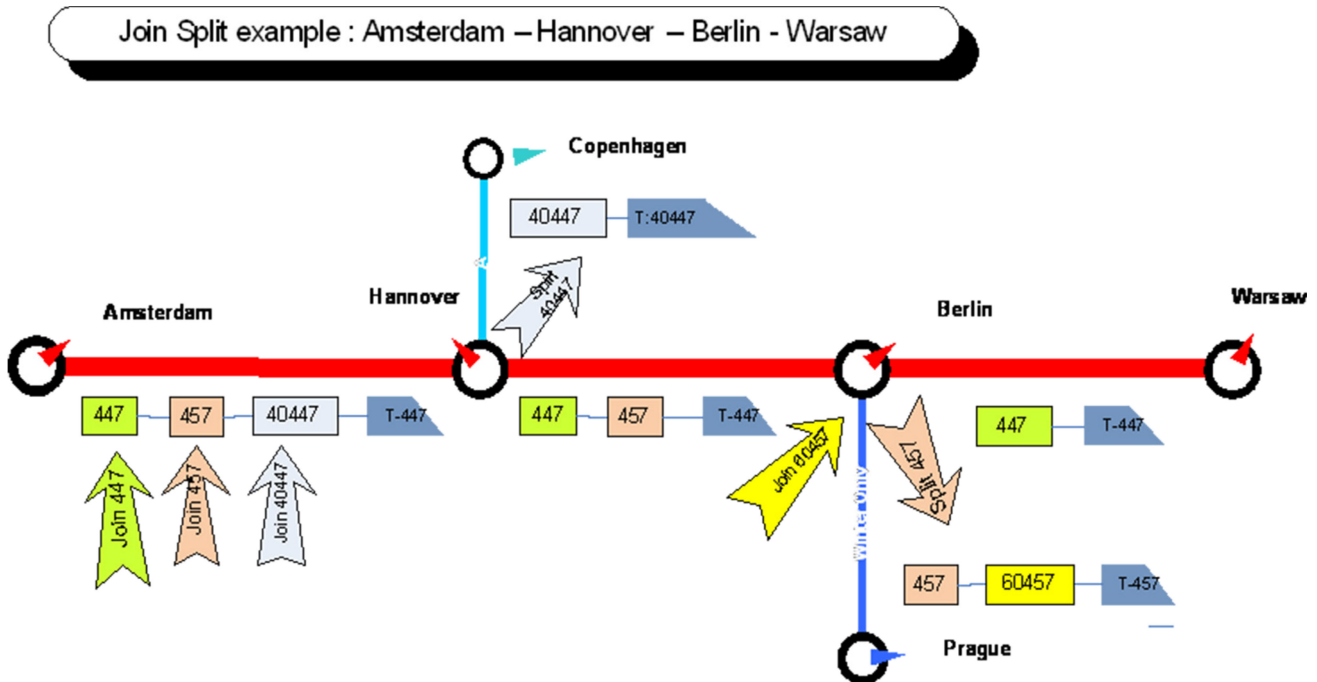 Join Split example : Amsterdam – Hannover – Berlin - Warsaw
Copenhagen
40447
T:40447
A
Split
40447
Amsterdam
Hannover
Berlin
Warsaw
447
457
40447
T-447
447
457
T-447
447
T-447
Join 447
Join 457
Join 40447
Join 60457
Split
457
Winter Only
457
60457
T-457
Prague